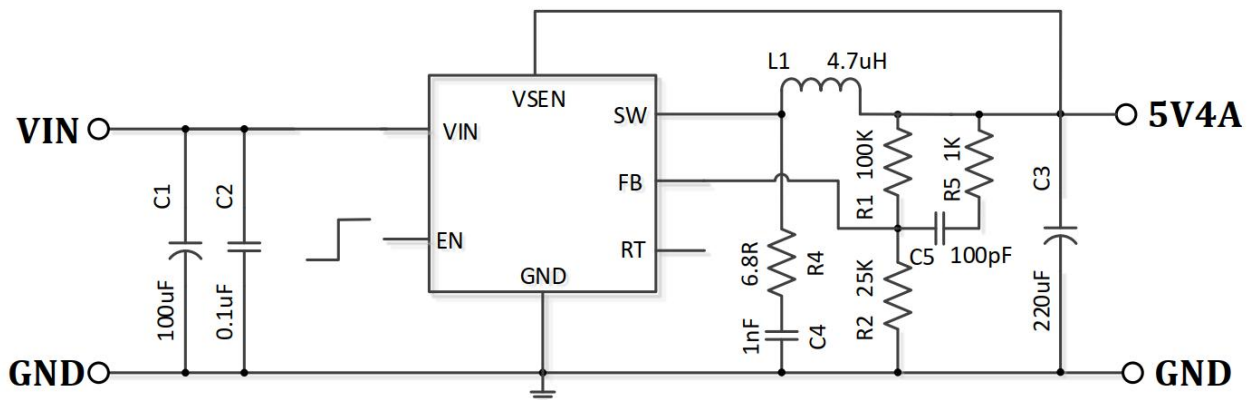 L1 4.7uH
VSEN
VIN
VIN
SW
5V4A
C1
C2
FB
R1 100K
R5 1K
C3
EN
RT
6.8R
R4
C5 100pF
GND
100uF
0.1uF
1nF
C4
R2 25K
220uF
GND
GND